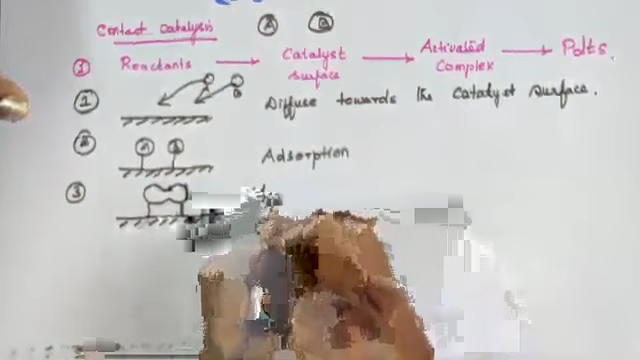 Contact catalysis Ⓐ Ⓑ
① Reactants → Catalyst surface → Activated Complex → Pdts.
① A B Diffuse towards the catalyst surface.
② A B Adsorption
③